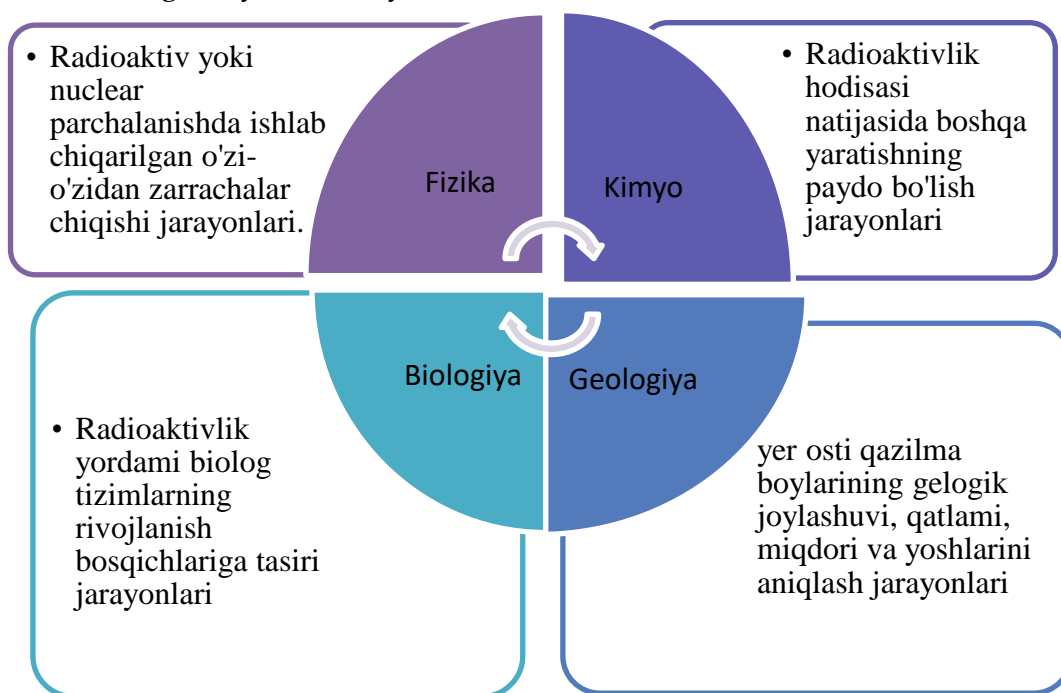 • Radioaktiv yoki
nuclear
parchalanishda ishlab
chiqarilgan o'zi-
o'zidan zarrachalar
chiqishi jarayonlari.
Fizika
Kimyo
• Radioaktivlik
hodisasi
natijasida boshqa
yaratishning
paydo bo'lish
jarayonlari
• Radioaktivlik
yordami biolog
tizimlarning
rivojlanish
bosqichlariga tasiri
jarayonlari
Biologiya
Geologiya
yer osti qazilma
boylarining gelogik
joylashuvi, qatlami,
miqdori va yoshlarini
aniqlash jarayonlari